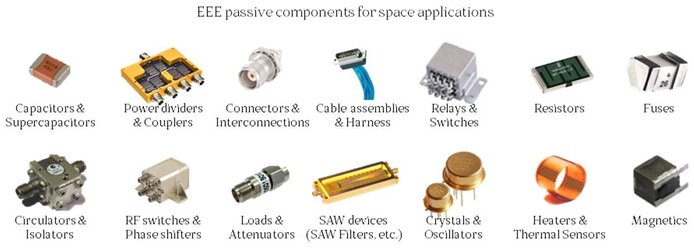 EEE passive components for space applications
Capacitors &
Supercapacitors
Power dividers
& Couplers
Connectors &
Interconnections
Cable assemblies
& Harness
Relays &
Switches
Resistors
Fuses
26
Circulators &
Isolators
RF switches &
Phase shifters
Loads &
Attenuators
SAW devices
(SAW Filters, etc.)
Crystals &
Oscillators
Heaters &
Thermal Sensors
Magnetics